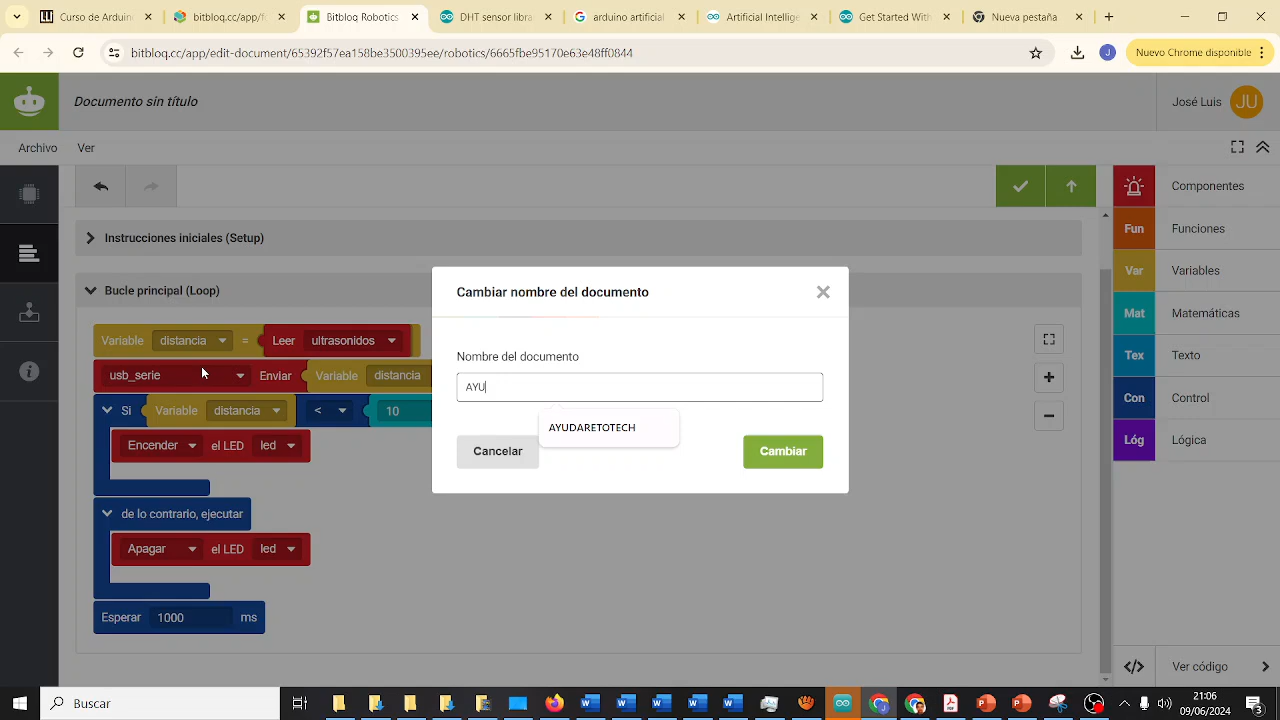 Curso de
bitbloq.cc/app/f
Bitbloq Robotics
DHT sensor libra
arduino artificial
Artificial Intellige
Get Started With
Nueva pestaña
bitbloq.cc/app/edit-document/65392f57ea158be3500395ee/robotics/6665fbe95170e63e48ff0844
J
Nuevo Chrome disponible
Documento sin título
José Luis
JU
Archivo
Ver
Instrucciones iniciales (Setup)
Bucle principal (Loop)
Variable distancia = Leer ultrasonidos
usb_serie Enviar Variable distancia
Si Variable distancia < 10
Encender el LED led
de lo contrario, ejecutar
Apagar el LED led
Esperar 1000 ms
Cambiar nombre del documento
Nombre del documento
AYU
AYUDARETOTECH
Cancelar
Cambiar
Componentes
Fun Funciones
Var Variables
Mat Matemáticas
Tex Texto
Con Control
Lóg Lógica
</> Ver código
Buscar
21:06
09/06/2024
3